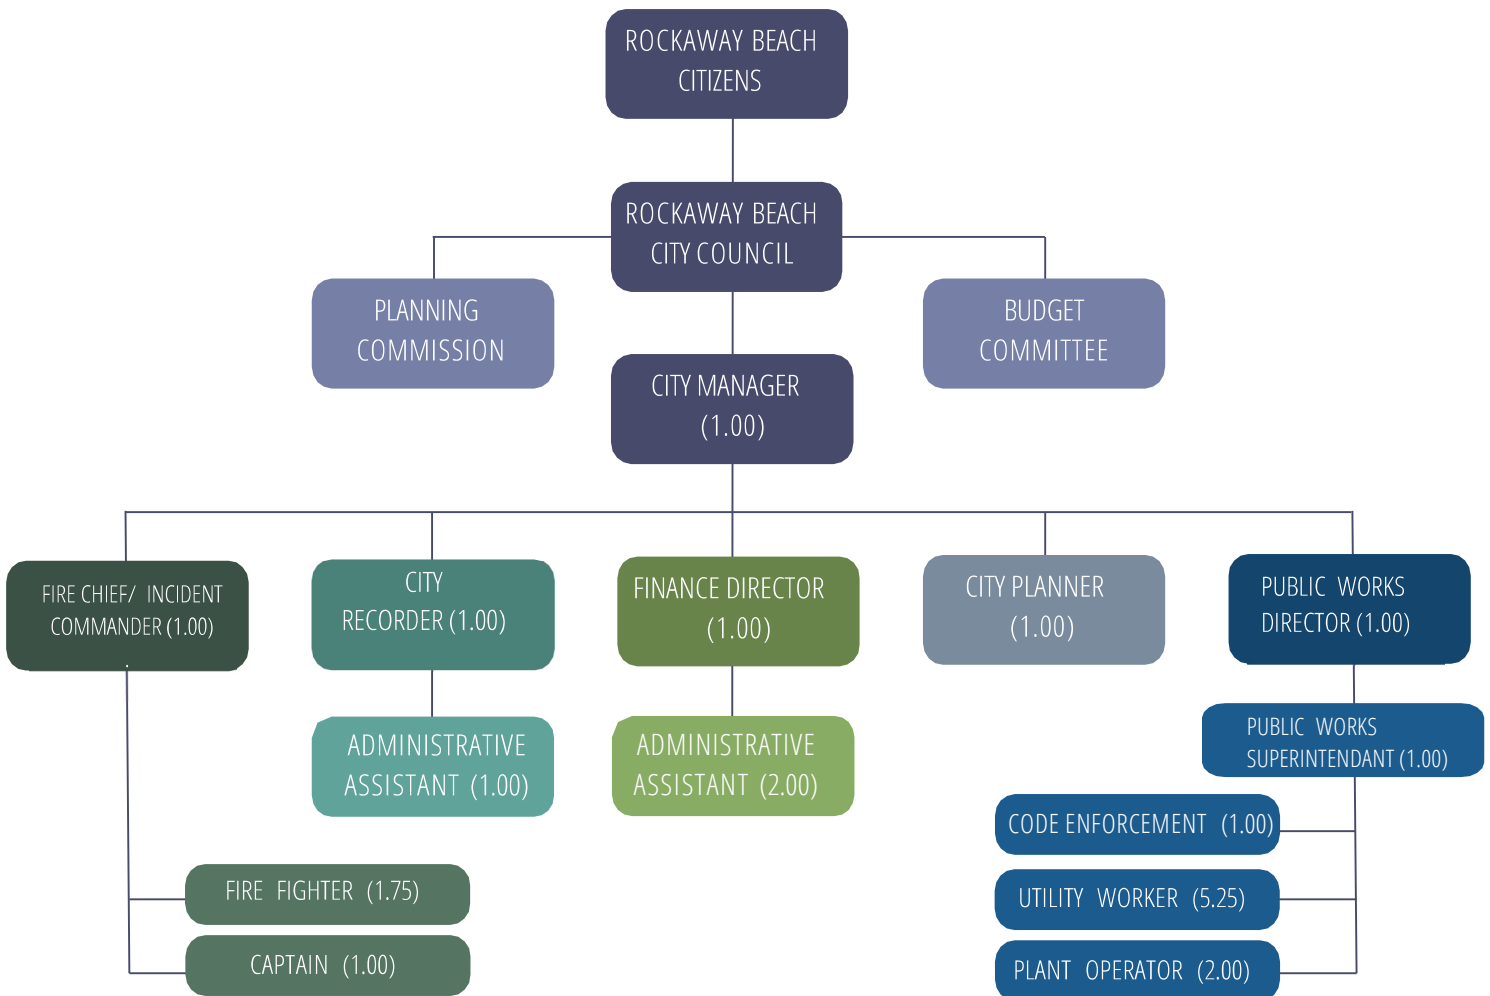 ROCKAWAY BEACH
CITIZENS
ROCKAWAY BEACH
CITY COUNCIL
PLANNING
COMMISSION
BUDGET
COMMITTEE
CITY MANAGER
(1.00)
FIRE CHIEF/ INCIDENT
COMMANDER (1.00)
.
CITY
RECORDER (1.00)
FINANCE DIRECTOR
(1.00)
CITY PLANNER
(1.00)
PUBLIC WORKS
DIRECTOR (1.00)
ADMINISTRATIVE
ASSISTANT (1.00)
ADMINISTRATIVE
ASSISTANT (2.00)
PUBLIC WORKS
SUPERINTENDANT (1.00)
FIRE FIGHTER (1.75)
CAPTAIN (1.00)
CODE ENFORCEMENT (1.00)
UTILITY WORKER (5.25)
PLANT OPERATOR (2.00)